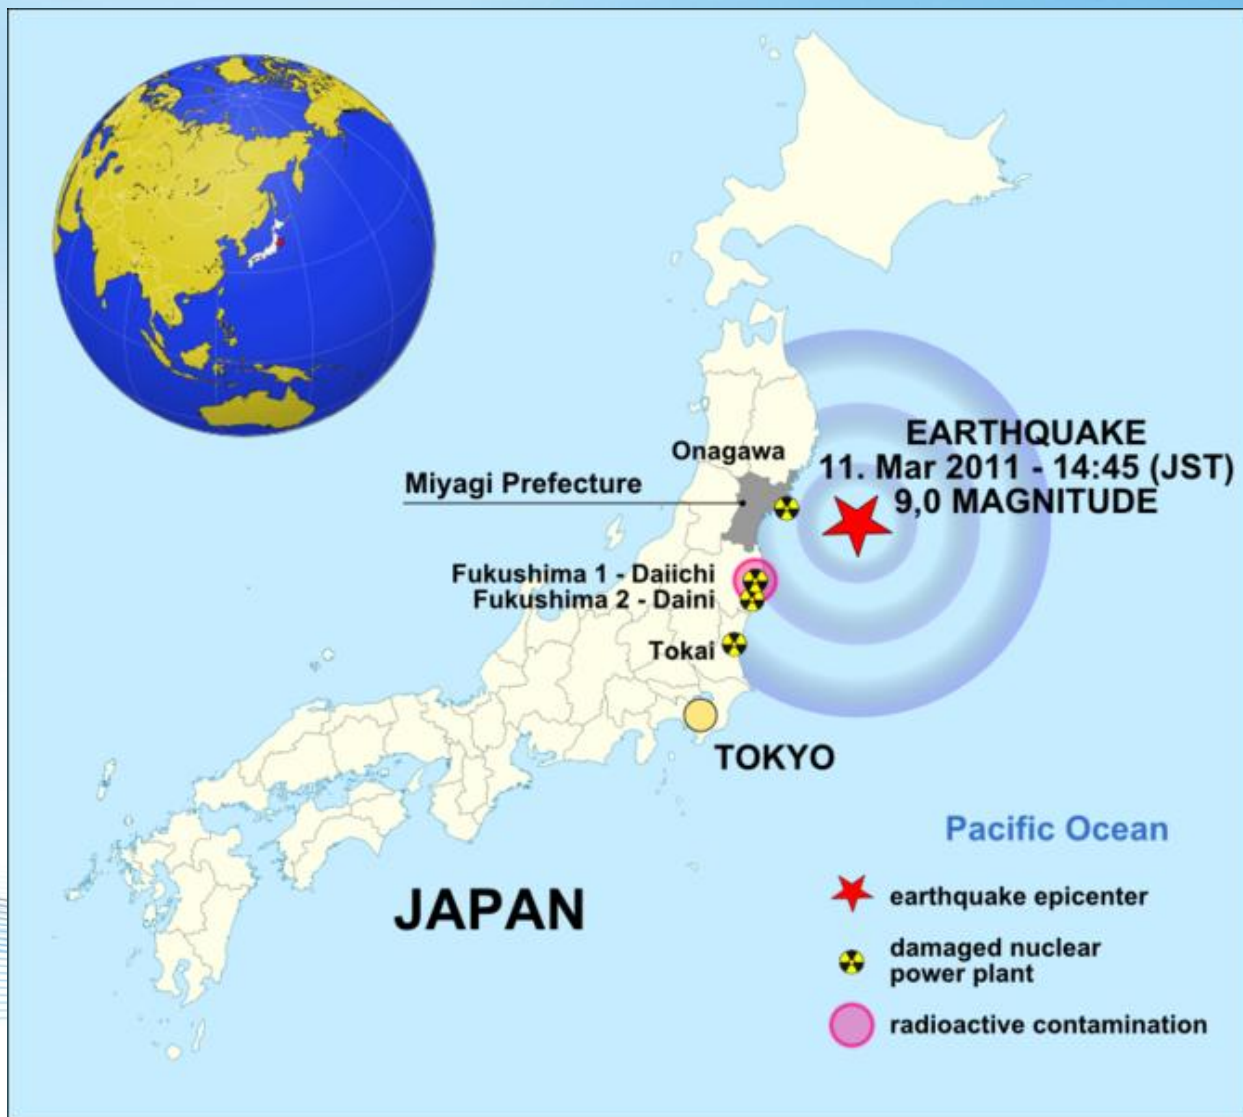 EARTHQUAKE
11. Mar 2011 - 14:45 (JST)
9,0 MAGNITUDE
Onagawa
Miyagi Prefecture
Fukushima 1 - Daiichi
Fukushima 2 - Daini
Tokai
TOKYO
Pacific Ocean
JAPAN
earthquake epicenter
damaged nuclear
power plant
radioactive contamination